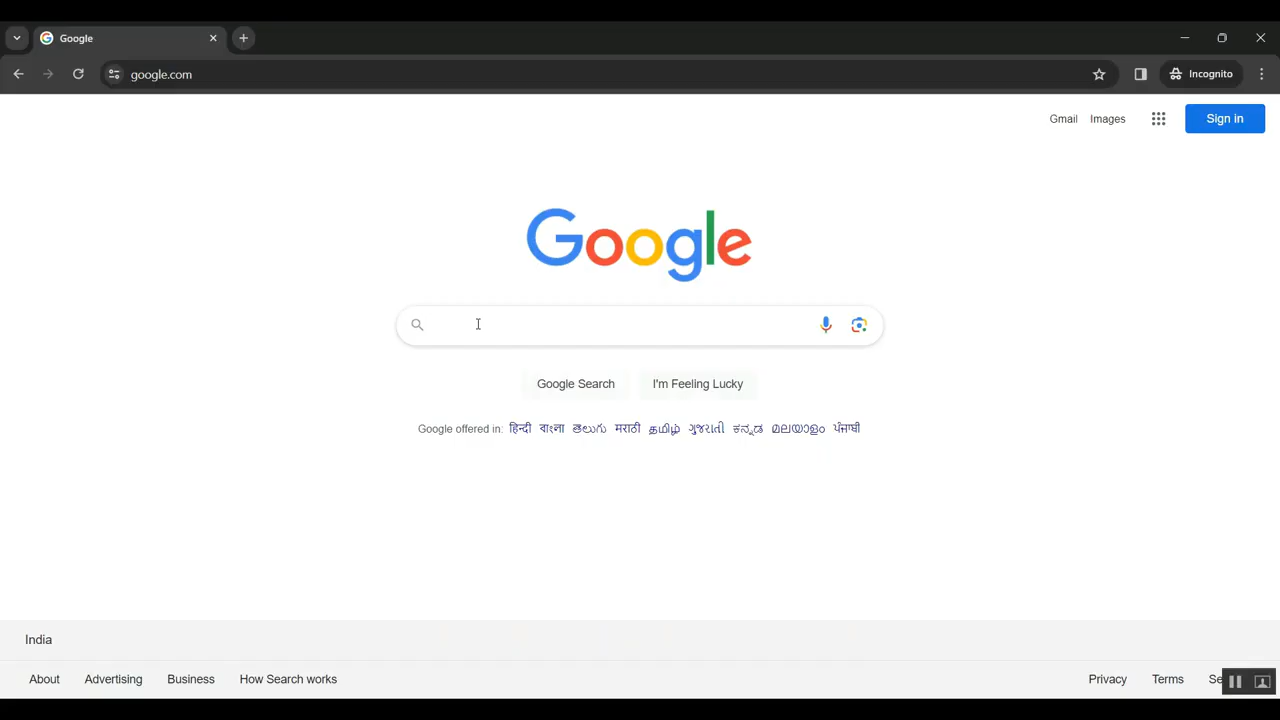 Google
google.com
Incognito
Gmail Images Sign in
Google
Google Search I'm Feeling Lucky
Google offered in: हिन्दी বাংলা తెలుగు मराठी தமிழ் ગુજરાતી ಕನ್ನಡ മലയാളം ਪੰਜਾਬੀ
India
About Advertising Business How Search works Privacy Terms Se